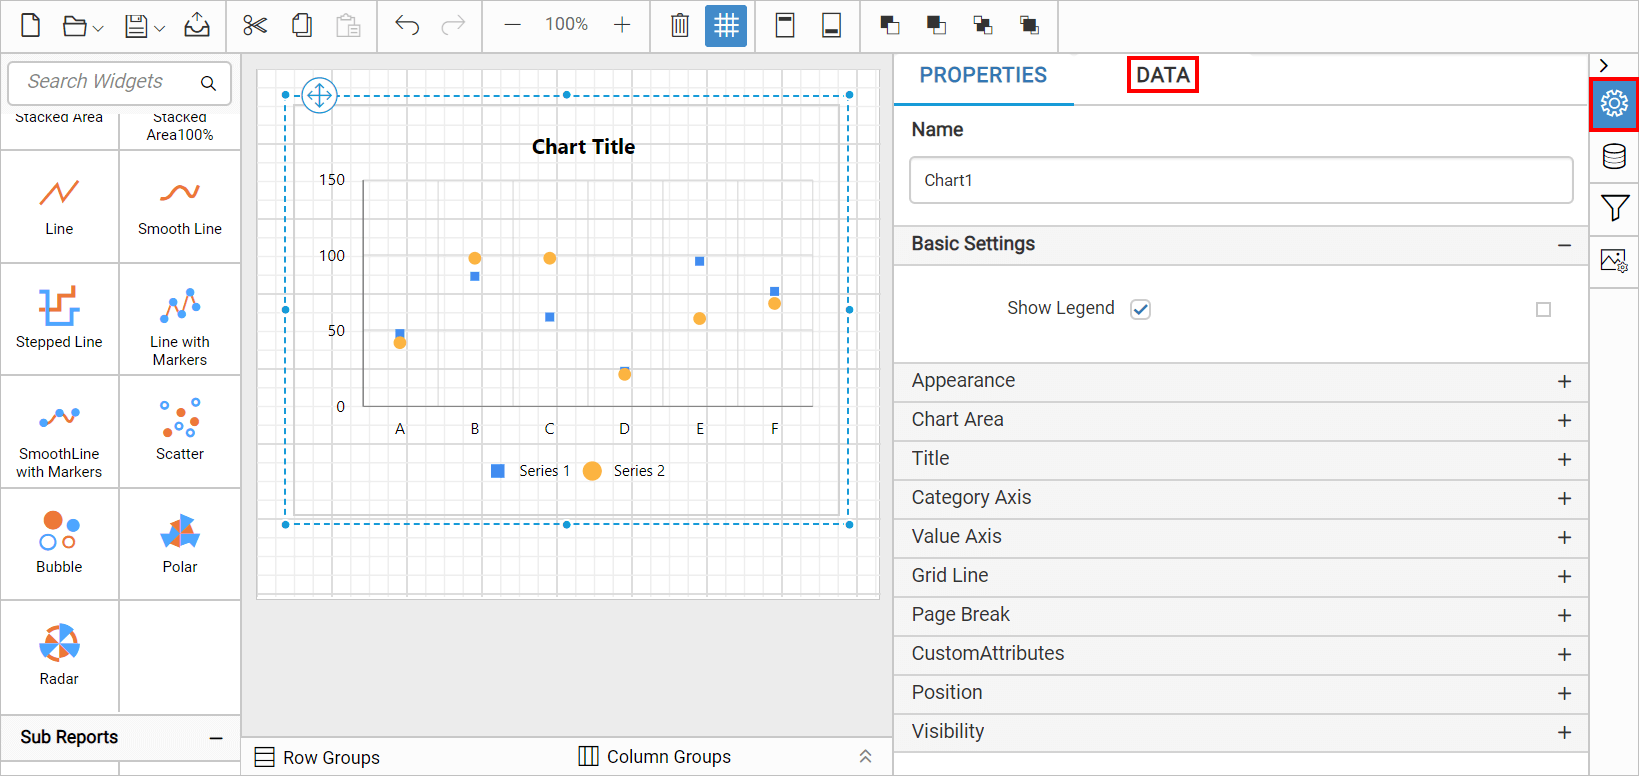 100%
Search Widgets
Stacked Area
Stacked
Area100%
Line
Smooth Line
Stepped Line
Line with
Markers
SmoothLine
with Markers
Scatter
Bubble
Polar
Radar
Sub Reports
Chart Title
150
100
50
0
A B C D E F
Series 1 Series 2
Row Groups
Column Groups
PROPERTIES
DATA
Name
Chart1
Basic Settings
Show Legend
Appearance
Chart Area
Title
Category Axis
Value Axis
Grid Line
Page Break
CustomAttributes
Position
Visibility